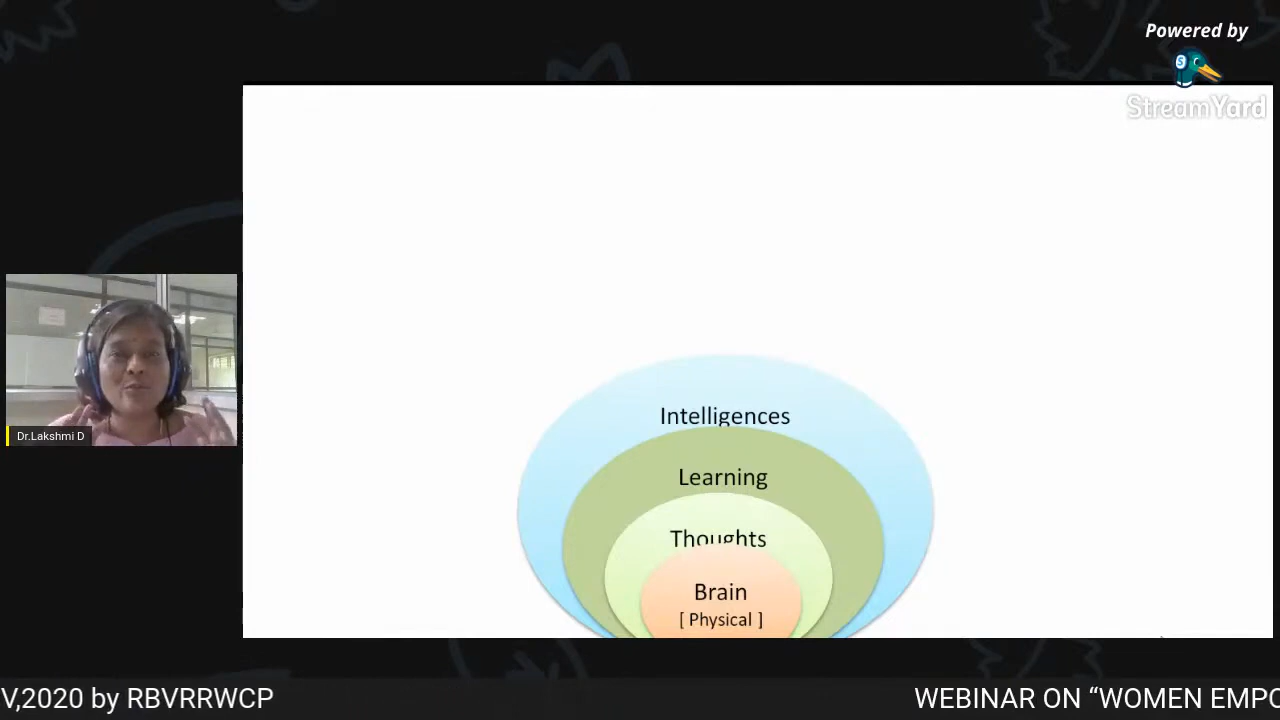 Powered by
StreamYard
Intelligences
Learning
Thoughts
Brain
[ Physical ]
Dr.Lakshmi D
V,2020 by RBVRRWCP
WEBINAR ON “WOMEN EMPO